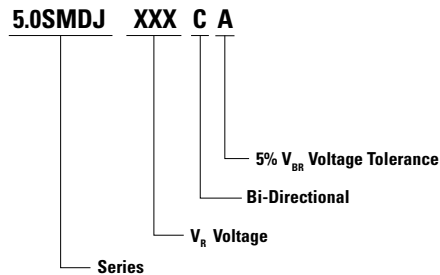 5.0SMDJ XXX C A
5% VBR Voltage Tolerance
Bi-Directional
VR Voltage
Series